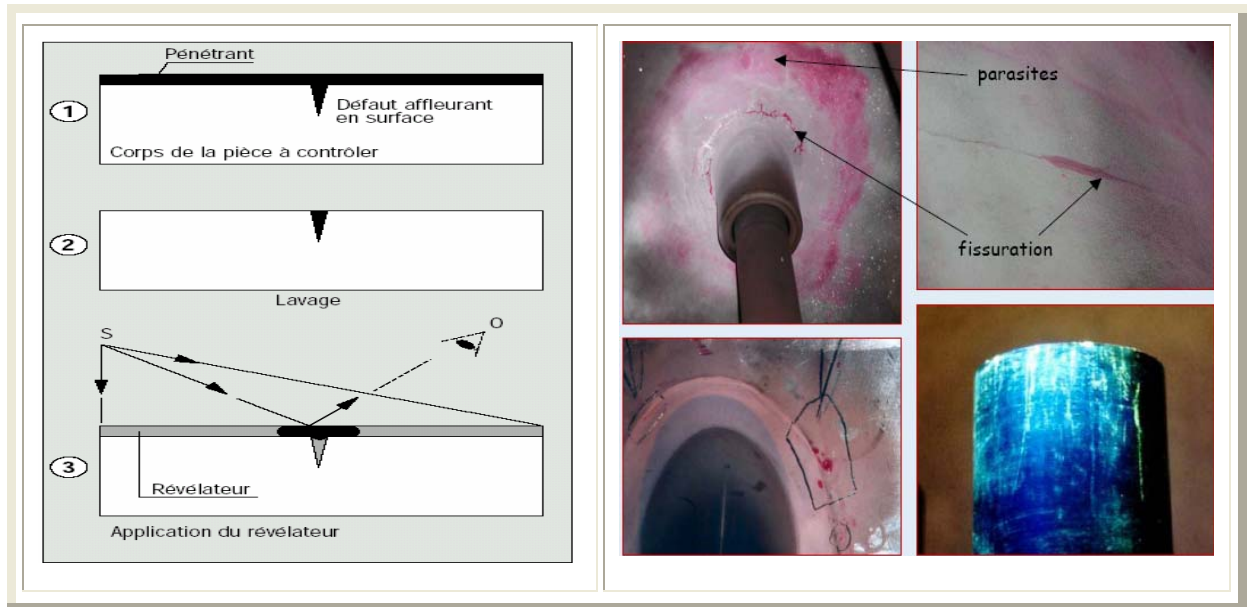 Pénétrant
1
Défaut affleurant
en surface
Corps de la pièce à contrôler
2
Lavage
S
O
3
Révélateur
Application du révélateur
parasites
fissuration